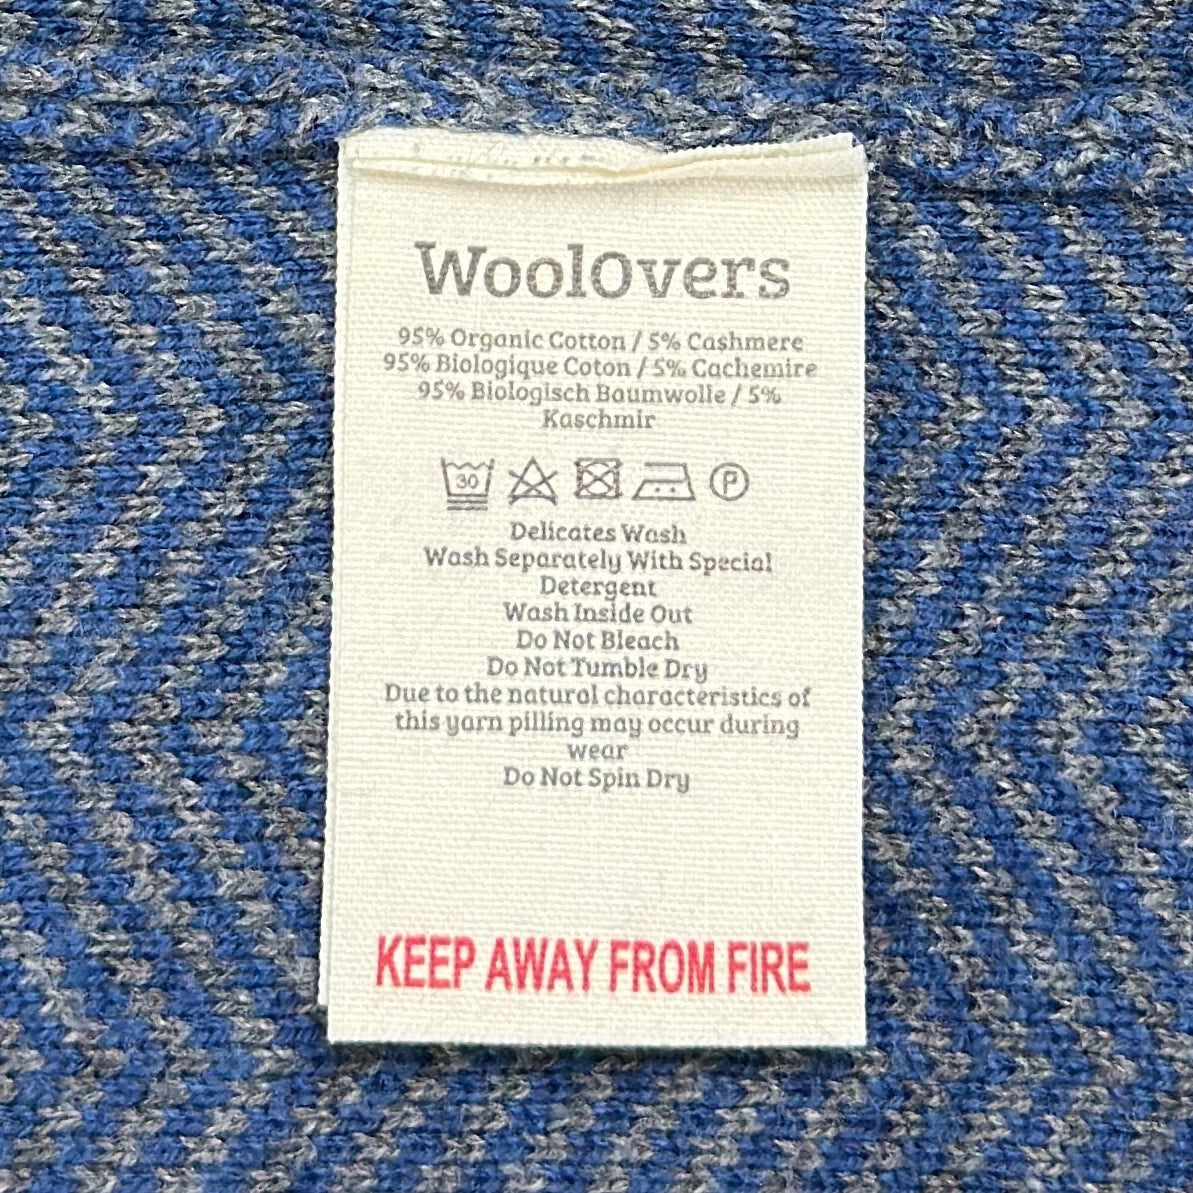 WoolOvers
95% Organic Cotton / 5% Cashmere
95% Biologique Coton / 5% Cachemire
95% Biologisch Baumwolle / 5%
Kaschmir
30 P
Delicates Wash
Wash Separately With Special
Detergent
Wash Inside Out
Do Not Bleach
Do Not Tumble Dry
Due to the natural characteristics of
this yarn pilling may occur during
wear
Do Not Spin Dry
KEEP AWAY FROM FIRE